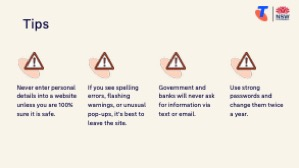 Tips
Never enter personal
details into a website
unless you are 100%
sure it is safe.
If you see spelling
errors, flashing
warnings, or unusual
pop-ups, it's best to
leave the site.
Government and
banks will never ask
for information via
text or email.
Use strong
passwords and
change them twice
a year.